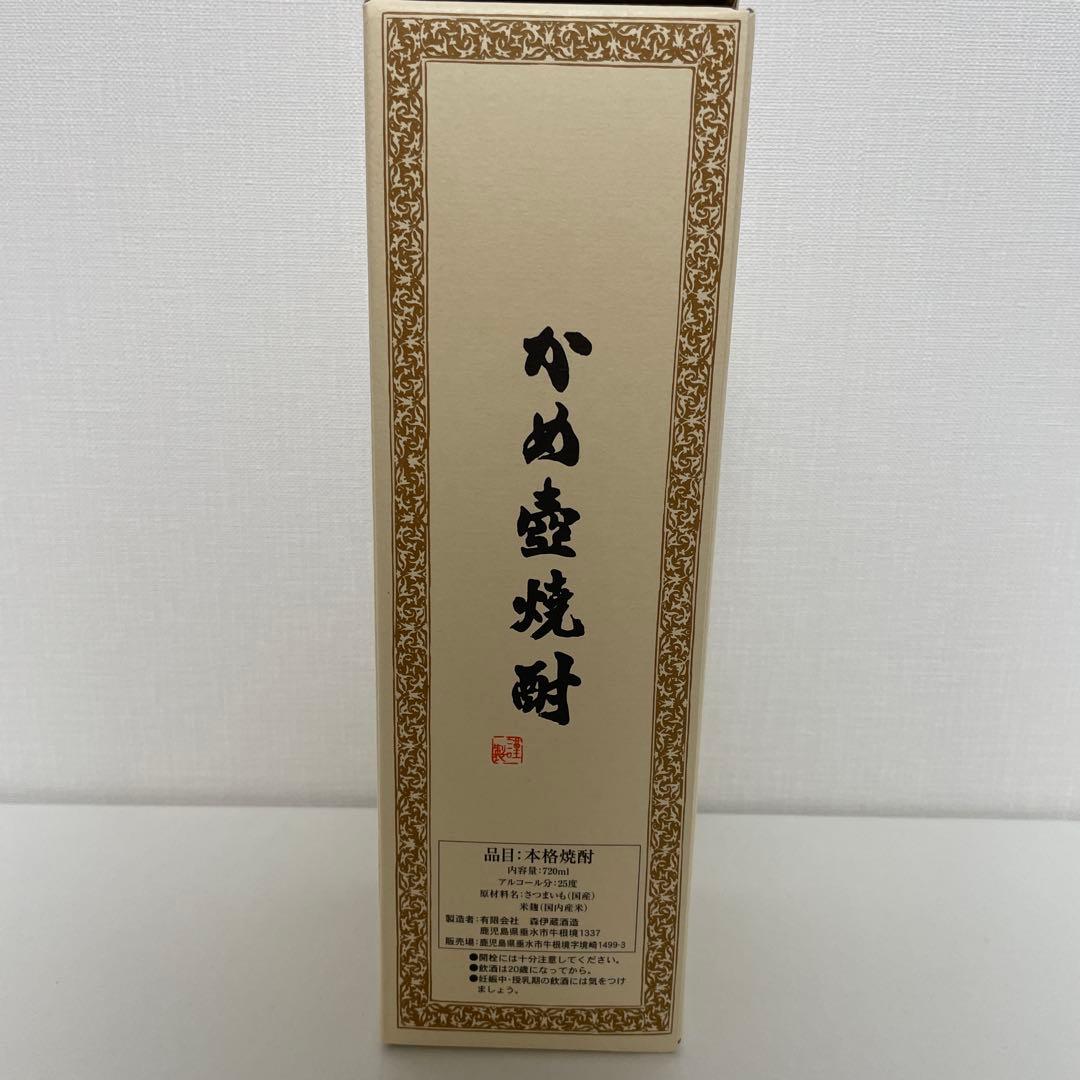 かめ壺焼酎
謹製
品目：本格焼酎
内容量：720ml
アルコール分：25度
原材料名：さつまいも（国産）
米麹（国内産米）
製造者：有限会社　森伊蔵酒造
鹿児島県垂水市牛根境1337
販売場：鹿児島県垂水市牛根境字境崎1499-3
●開栓には十分注意してください。
●飲酒は20歳になってから。
●妊娠中・授乳期の飲酒には気をつけ
ましょう。